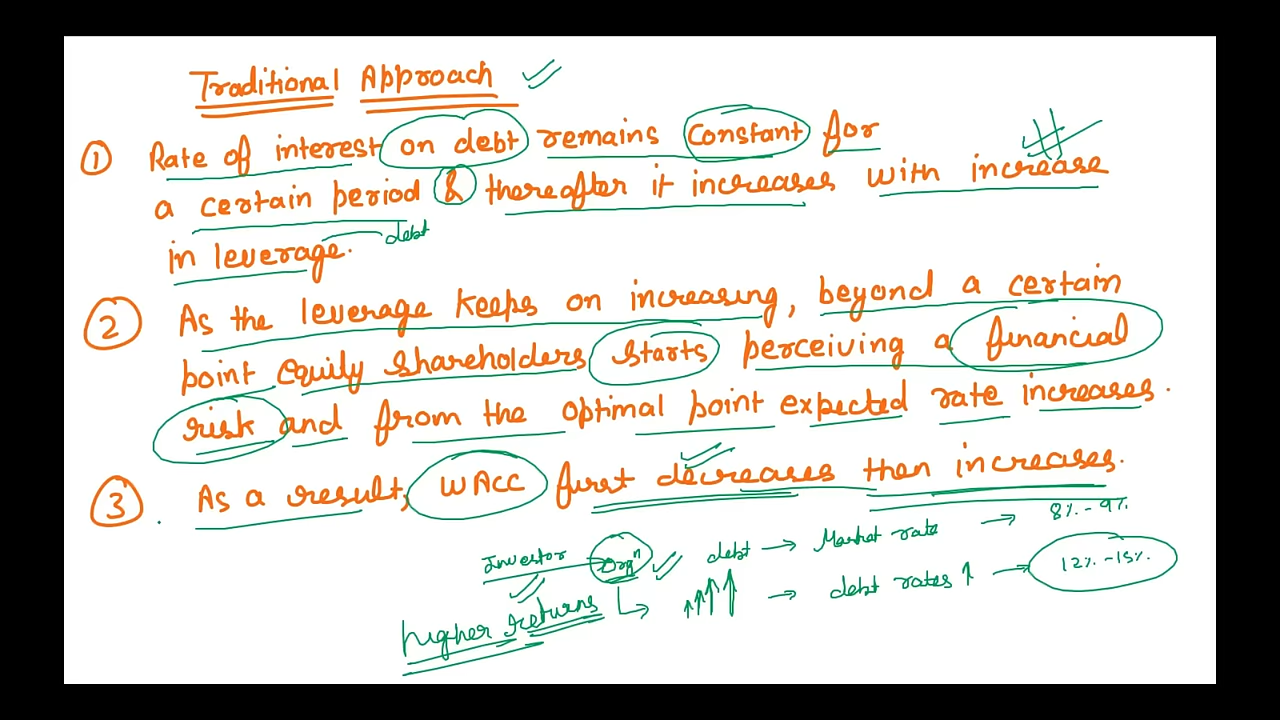 Traditional Approach
① Rate of interest on debt remains Constant for
a certain period & thereafter it increases with increase
in leverage. debt
② As the leverage keeps on increasing, beyond a certain
point equity shareholders starts perceiving a financial
risk and from the optimal point expected rate increases.
③ As a result, WACC first decreases then increases.
Investor Orgn debt → Market rate → 8% - 9%
higher returns → debt rates ↑ → 12% - 15%